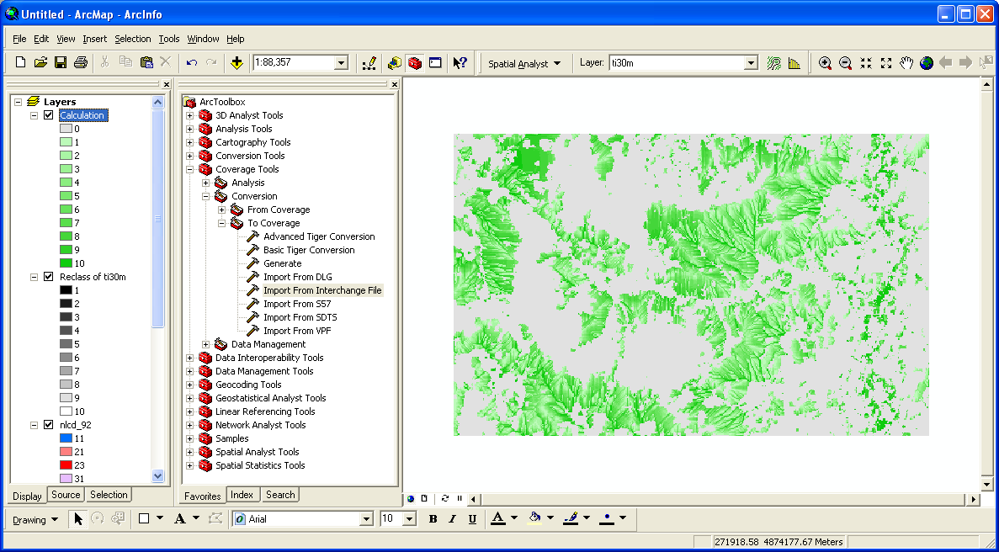 Untitled - ArcMap - ArcInfo
File Edit View Insert Selection Tools Window Help
1:88,357
Spatial Analyst
Layer: ti30m
Layers
Calculation
0
1
2
3
4
5
6
7
8
9
10
Reclass of ti30m
1
2
3
4
5
6
7
8
9
10
nlcd_92
11
21
23
31
Display Source Selection
ArcToolbox
3D Analyst Tools
Analysis Tools
Cartography Tools
Conversion Tools
Coverage Tools
Analysis
Conversion
From Coverage
To Coverage
Advanced Tiger Conversion
Basic Tiger Conversion
Generate
Import From DLG
Import From Interchange File
Import From S57
Import From SDTS
Import From VPF
Data Management
Data Interoperability Tools
Data Management Tools
Geocoding Tools
Geostatistical Analyst Tools
Linear Referencing Tools
Network Analyst Tools
Samples
Spatial Analyst Tools
Spatial Statistics Tools
Favorites Index Search
Drawing A Arial 10 B I U A
271918.58 4874177.67 Meters